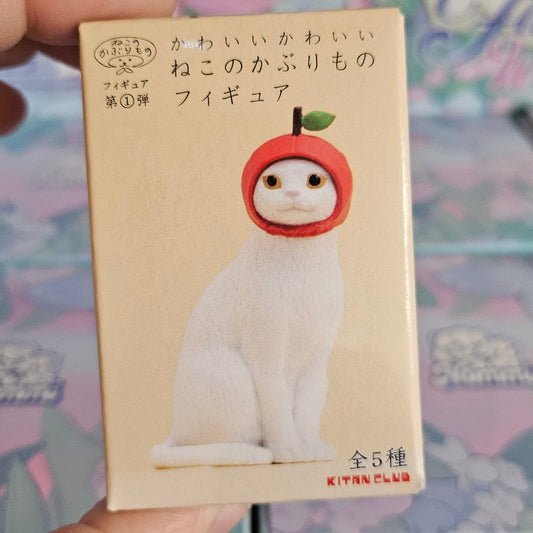 ねこの
かぶりもの
フィギュア
第①弾
かわいいかわいい
ねこのかぶりもの
フィギュア
全5種
KITAN CLUB